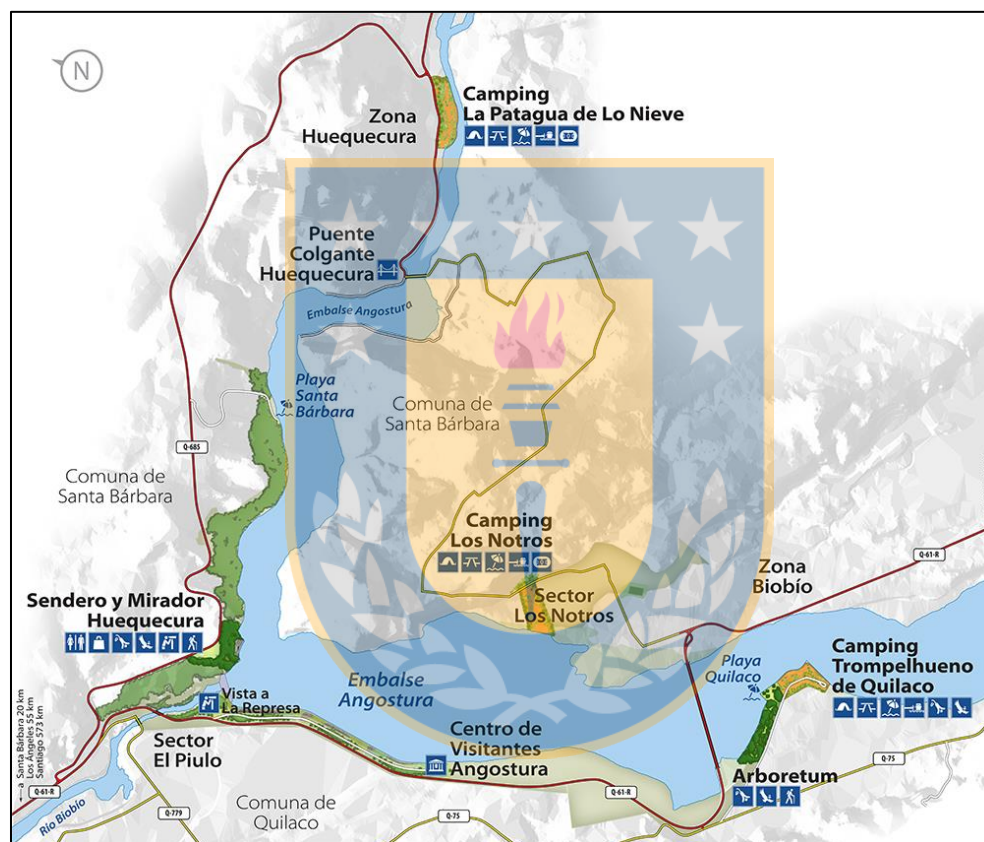 N
Camping
La Patagua de Lo Nieve
Zona
Huequecura
Puente
Colgante
Huequecura
Embalse Angostura
Playa
Santa
Bárbara
Comuna de
Santa Bárbara
Q-685
Comuna de
Santa Bárbara
Camping
Los Notros
Sector
Los Notros
Zona
Biobío
Q-61-R
Sendero y Mirador
Huequecura
Camping
Trompelhueno
de Quilaco
Playa
Quilaco
Embalse
Angostura
Vista a
La Represa
Centro de
Visitantes
Angostura
Sector
El Piulo
a Santa Bárbara 20 km
Los Ángeles 55 km
Santiago 573 km
Q-61-R
Río Biobío
Q-779
Comuna de
Quilaco
Q-75
Q-61-R
Arboretum
Q-75